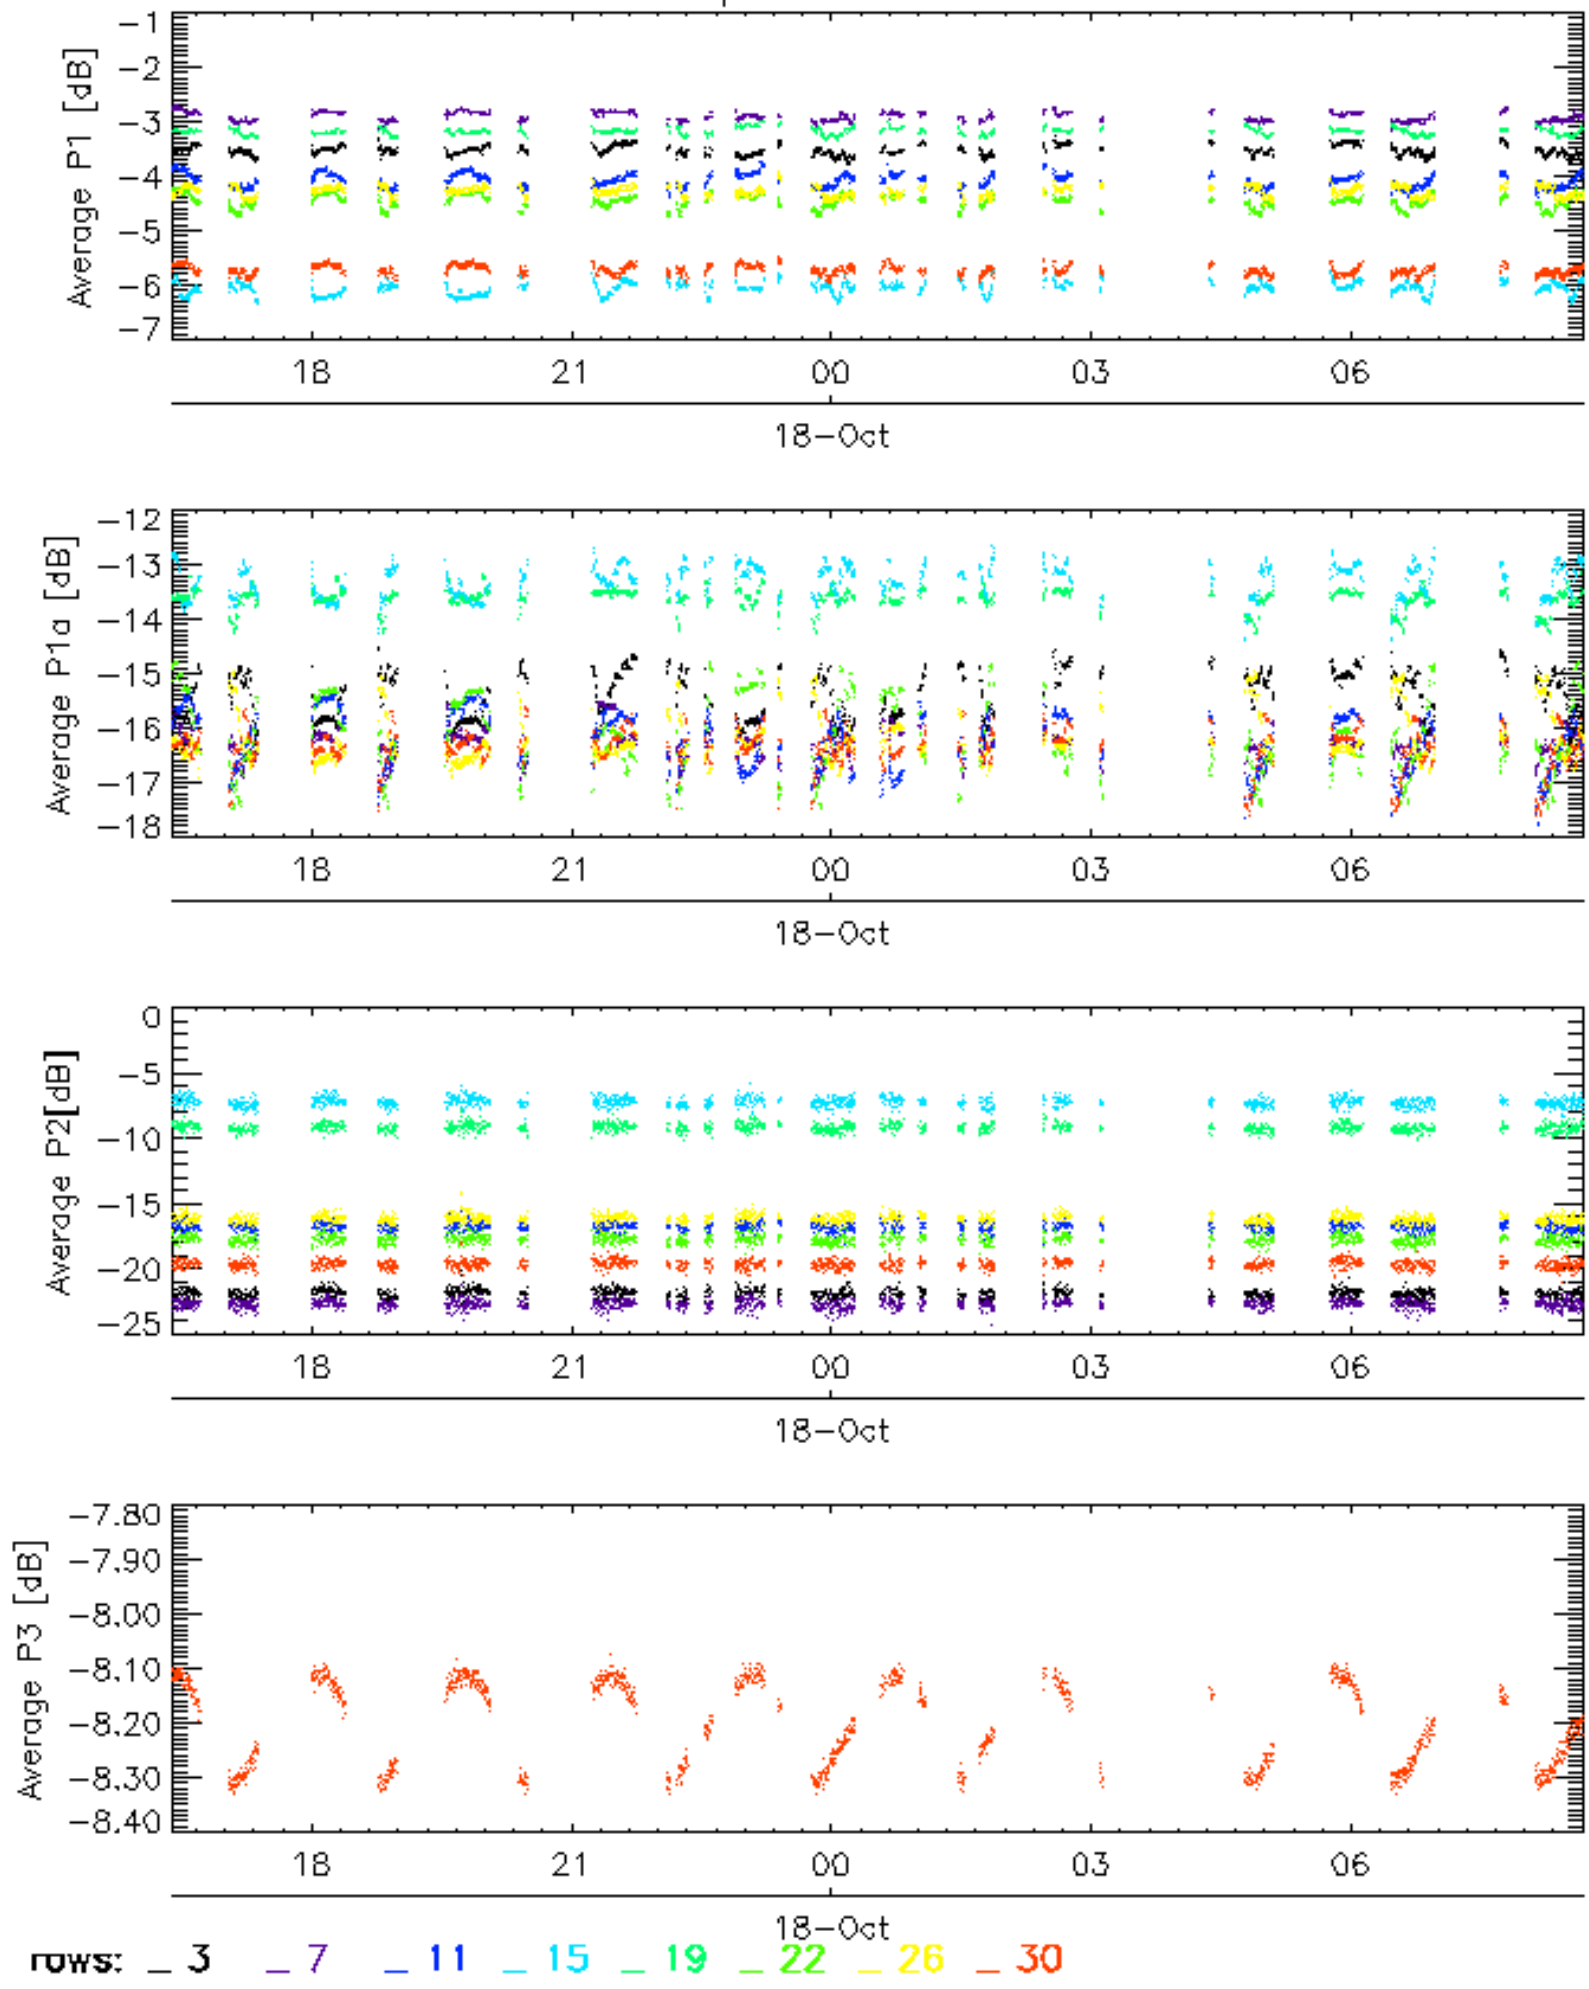 Average P1 [dB]
-1
-2
-3
-4
-5
-6
-7
18 21 00 03 06
18-Oct
Average P1a [dB]
-12
-13
-14
-15
-16
-17
-18
18 21 00 03 06
18-Oct
Average P2[dB]
0
-5
-10
-15
-20
-25
18 21 00 03 06
18-Oct
Average P3 [dB]
-7.80
-7.90
-8.00
-8.10
-8.20
-8.30
-8.40
18 21 00 03 06
18-Oct
rows: _ 3 _ 7 _ 11 _ 15 _ 19 _ 22 _ 26 _ 30